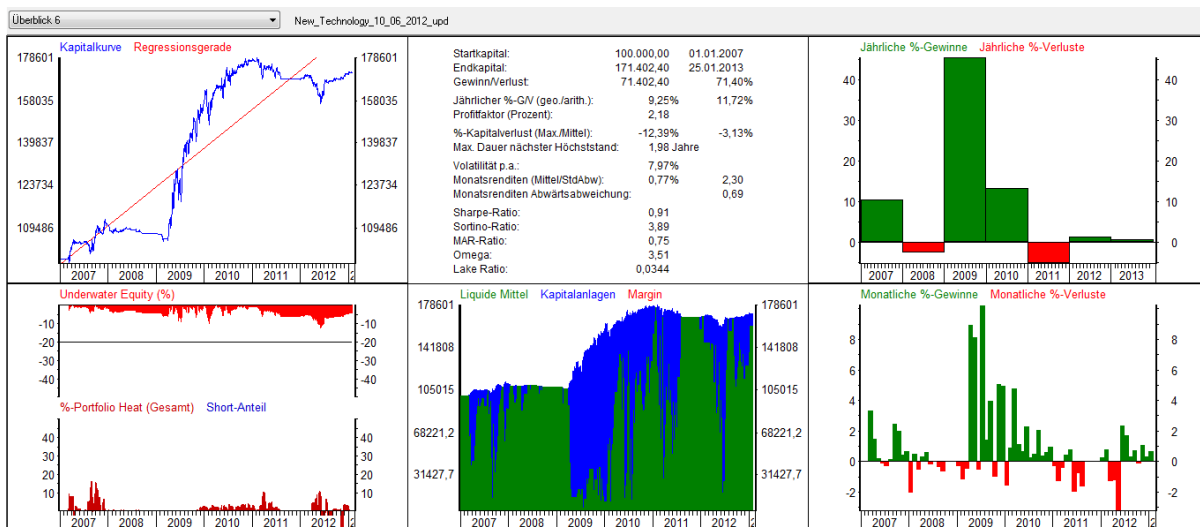 Überblick 6
New_Technology_10_06_2012_upd
Kapitalkurve Regressionsgerade
178601 178601
158035 158035
139837 139837
123734 123734
109486 109486
2007 2008 2009 2010 2011 2012 2
Startkapital: 100.000,00 01.01.2007
Endkapital: 171.402,40 25.01.2013
Gewinn/Verlust: 71.402,40 71,40%
Jährlicher %-G/V (geo./arith.): 9,25% 11,72%
Profitfaktor (Prozent): 2,18
%-Kapitalverlust (Max./Mittel): -12,39% -3,13%
Max. Dauer nächster Höchststand: 1,98 Jahre
Volatilität p.a.: 7,97%
Monatsrenditen (Mittel/StdAbw): 0,77% 2,30
Monatsrenditen Abwärtsabweichung: 0,69
Sharpe-Ratio: 0,91
Sortino-Ratio: 3,89
MAR-Ratio: 0,75
Omega: 3,51
Lake Ratio: 0,0344
Jährliche %-Gewinne Jährliche %-Verluste
40 40
30 30
20 20
10 10
0 0
2007 2008 2009 2010 2011 2012 2013
Underwater Equity (%)
-10 -10
-20 -20
-30 -30
-40 -40
%-Portfolio Heat (Gesamt) Short-Anteil
40 40
30 30
20 20
10 10
2007 2008 2009 2010 2011 2012 2
Liquide Mittel Kapitalanlagen Margin
178601 178601
141808 141808
105015 105015
68221,2 68221,2
31427,7 31427,7
2007 2008 2009 2010 2011 2012 2
Monatliche %-Gewinne Monatliche %-Verluste
8 8
6 6
4 4
2 2
0 0
-2 -2
2007 2008 2009 2010 2011 2012 2